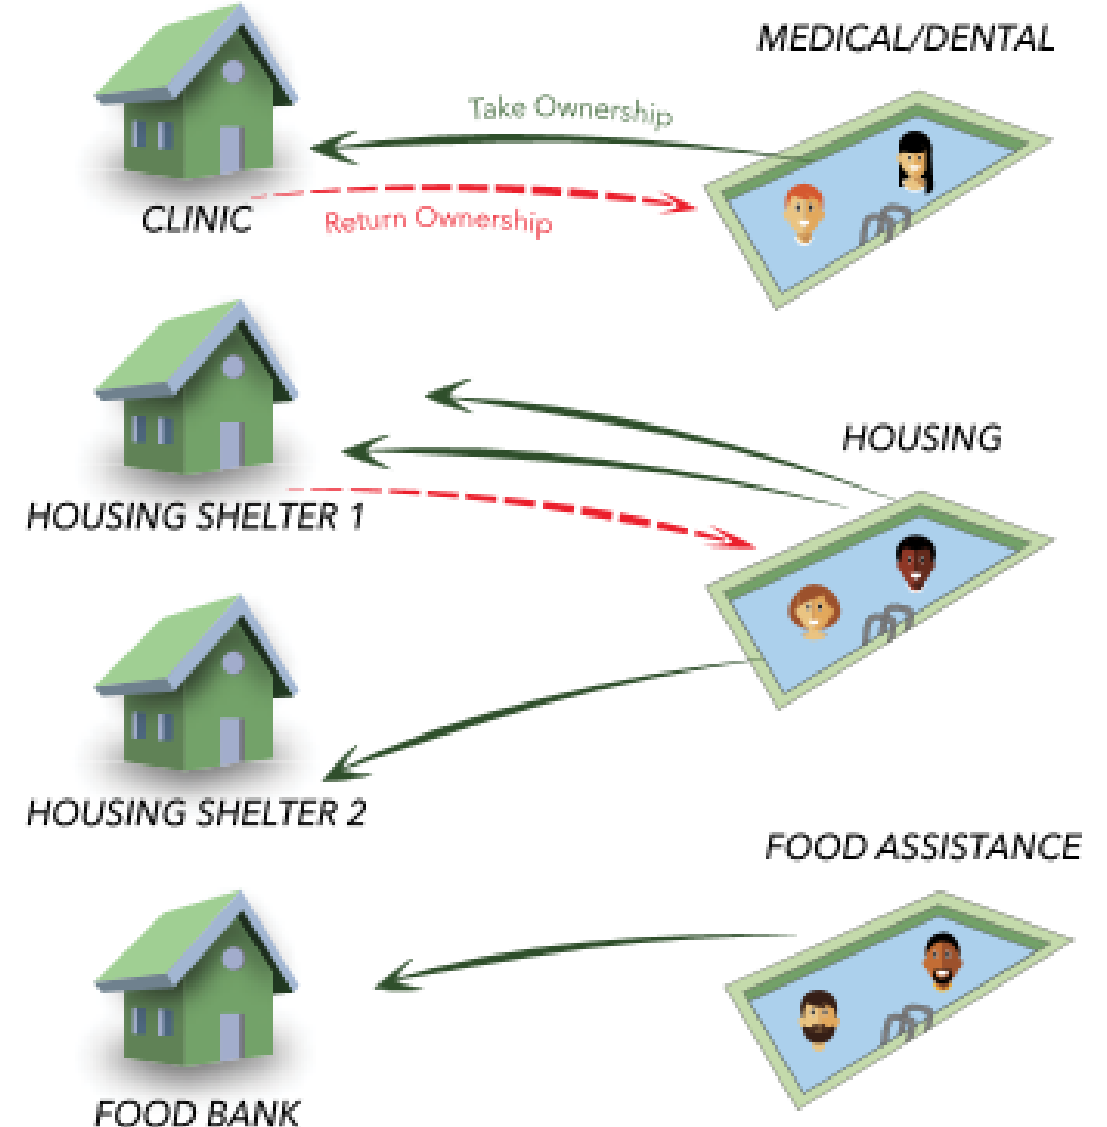 MEDICAL/DENTAL
Take Ownership
CLINIC
Return Ownership
HOUSING
HOUSING SHELTER 1
HOUSING SHELTER 2
FOOD ASSISTANCE
FOOD BANK